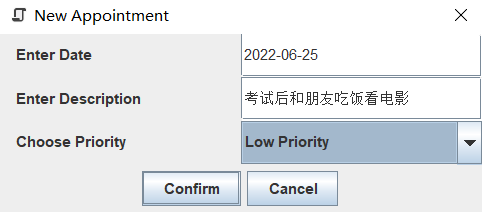 New Appointment
Enter Date 2022-06-25
Enter Description 考试后和朋友吃饭看电影
Choose Priority Low Priority
Confirm Cancel